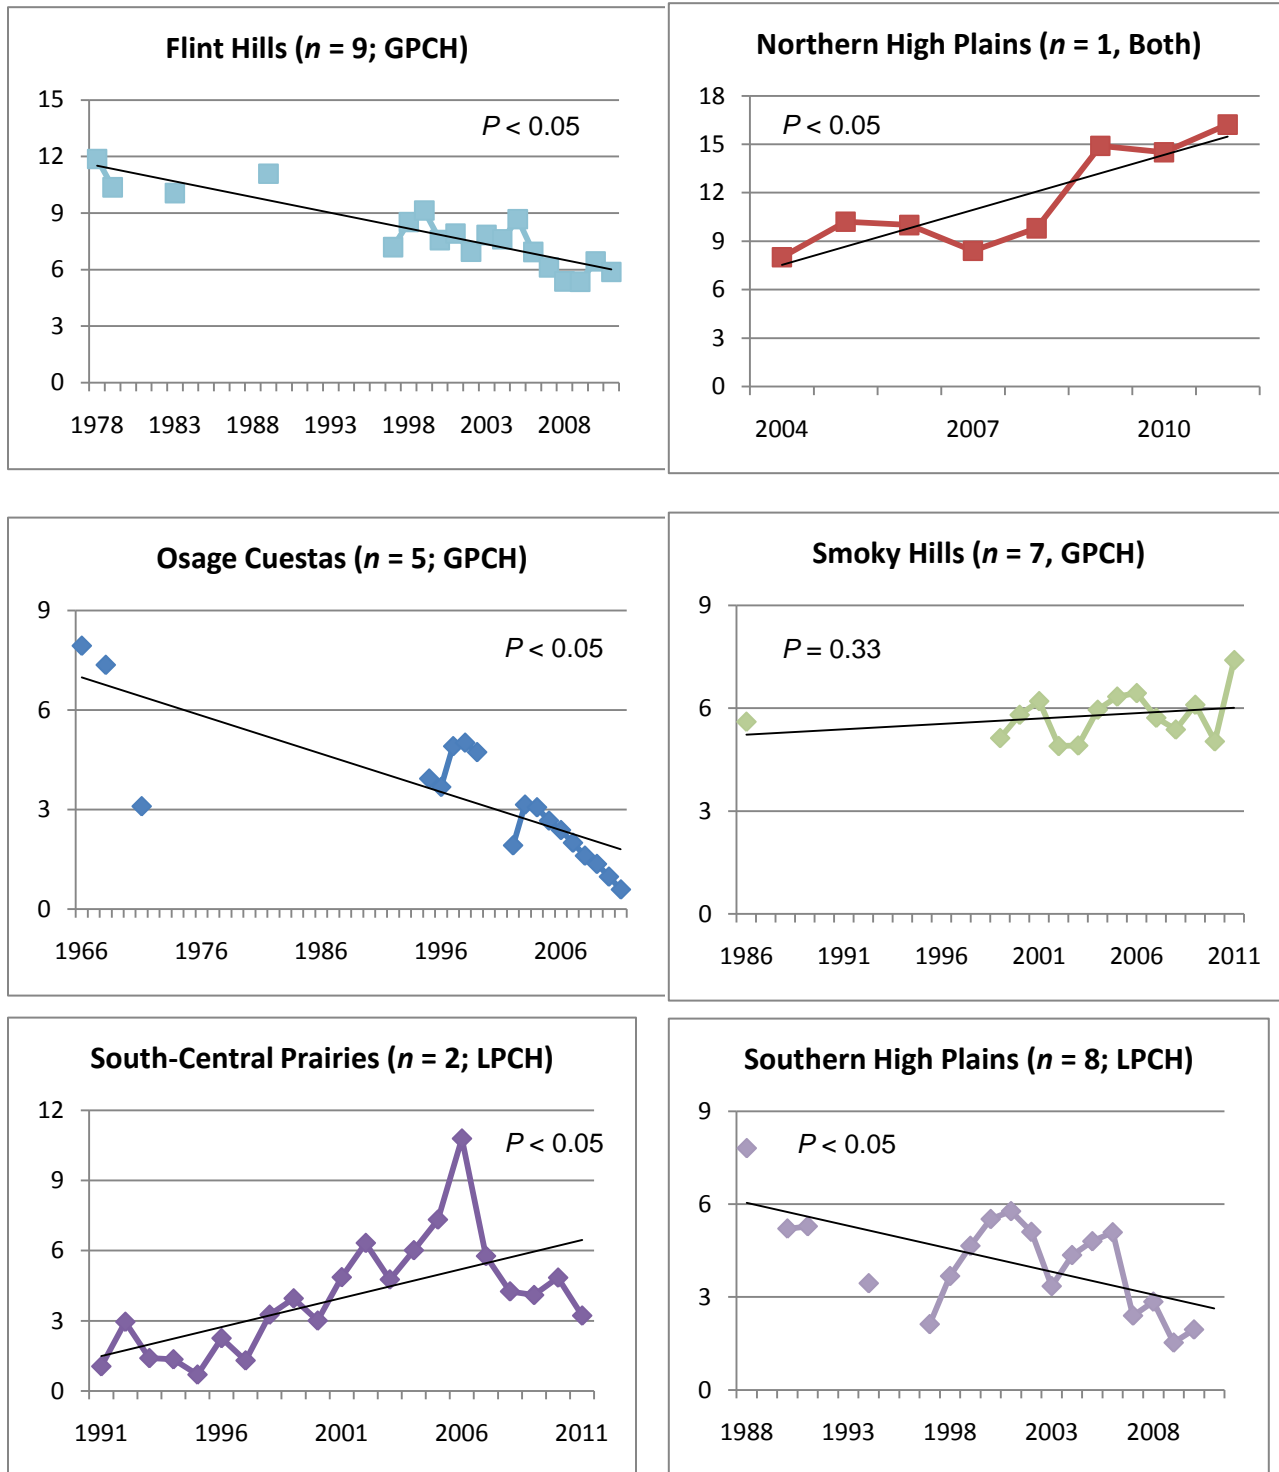 Flint Hills (n = 9; GPCH)
15
P < 0.05
12
9
6
3
0
1978 1983 1988 1993 1998 2003 2008
Northern High Plains (n = 1, Both)
18
P < 0.05
15
12
9
6
3
0
2004 2007 2010
Osage Cuestas (n = 5; GPCH)
9
P < 0.05
6
3
0
1966 1976 1986 1996 2006
Smoky Hills (n = 7, GPCH)
9
P = 0.33
6
3
0
1986 1991 1996 2001 2006 2011
South-Central Prairies (n = 2; LPCH)
12
P < 0.05
9
6
3
0
1991 1996 2001 2006 2011
Southern High Plains (n = 8; LPCH)
9
P < 0.05
6
3
0
1988 1993 1998 2003 2008